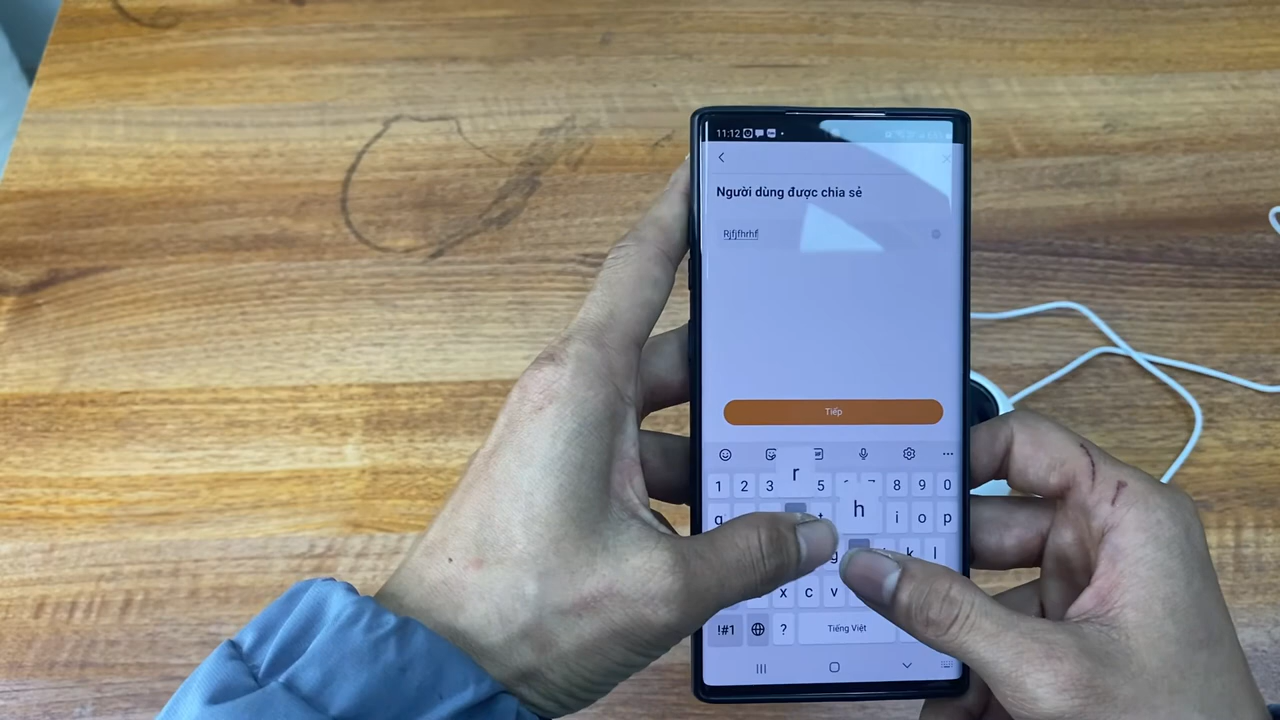 11:12
Người dùng được chia sẻ
Rjfjfhrhf
Tiếp
r
1 2 3 5 7 8 9 0
h
q t i o p
g k l
x c v
!#1 ? Tiếng Việt